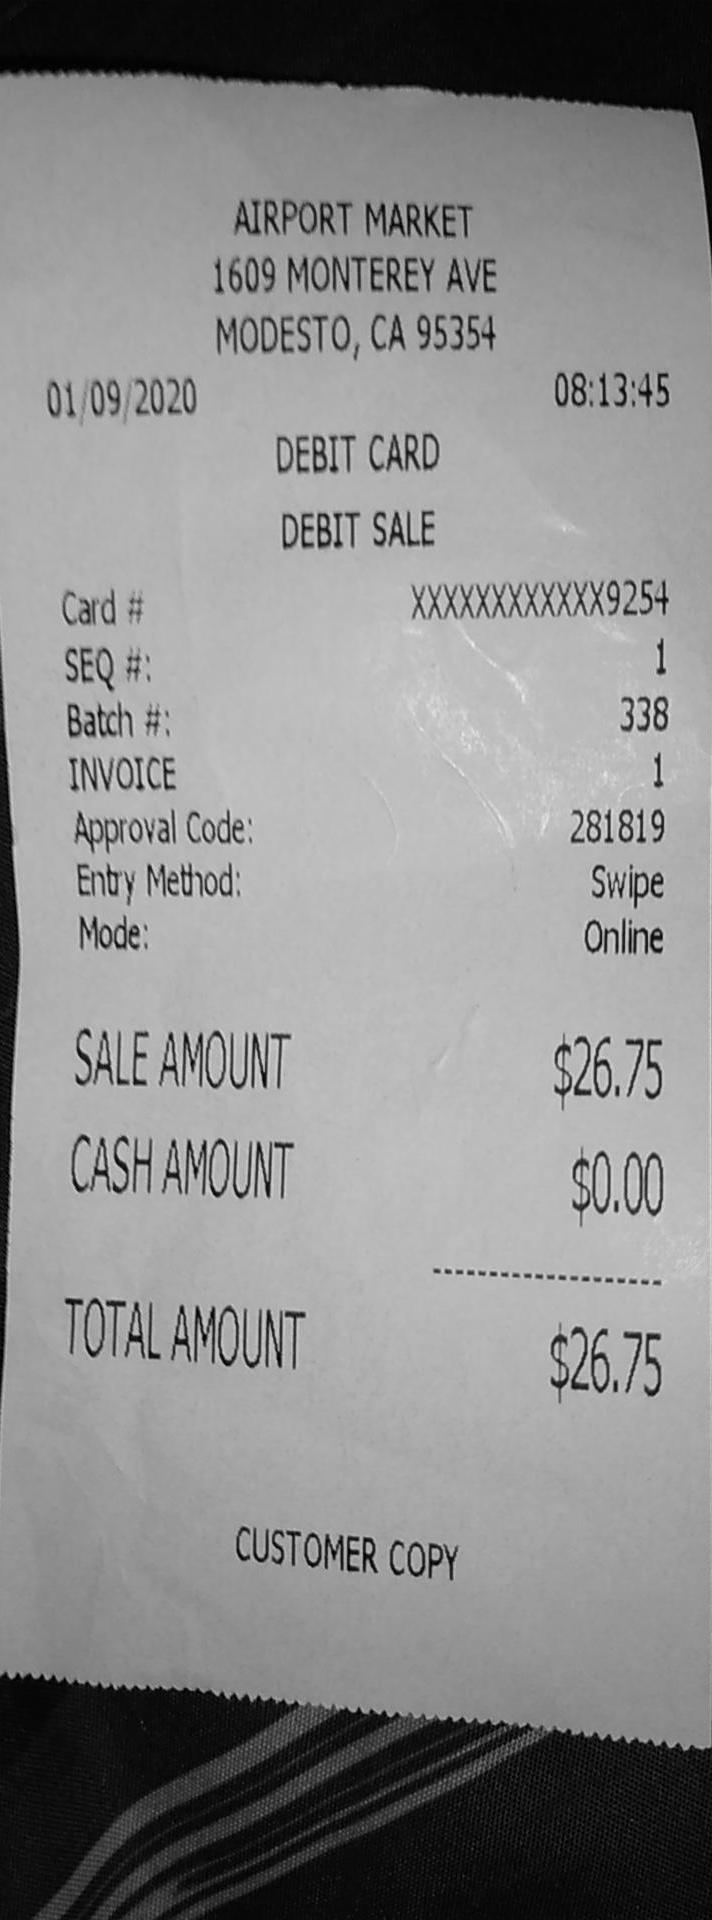 AIRPORT MARKET
1609 MONTEREY AVE
MODESTO, CA 95354
01/09/2020 08:13:45
DEBIT CARD
DEBIT SALE
Card # XXXXXXXXXXXX9254
SEQ #: 1
Batch #: 338
INVOICE 1
Approval Code: 281819
Entry Method: Swipe
Mode: Online
SALE AMOUNT $26.75
CASH AMOUNT $0.00
------------------
TOTAL AMOUNT $26.75
CUSTOMER COPY